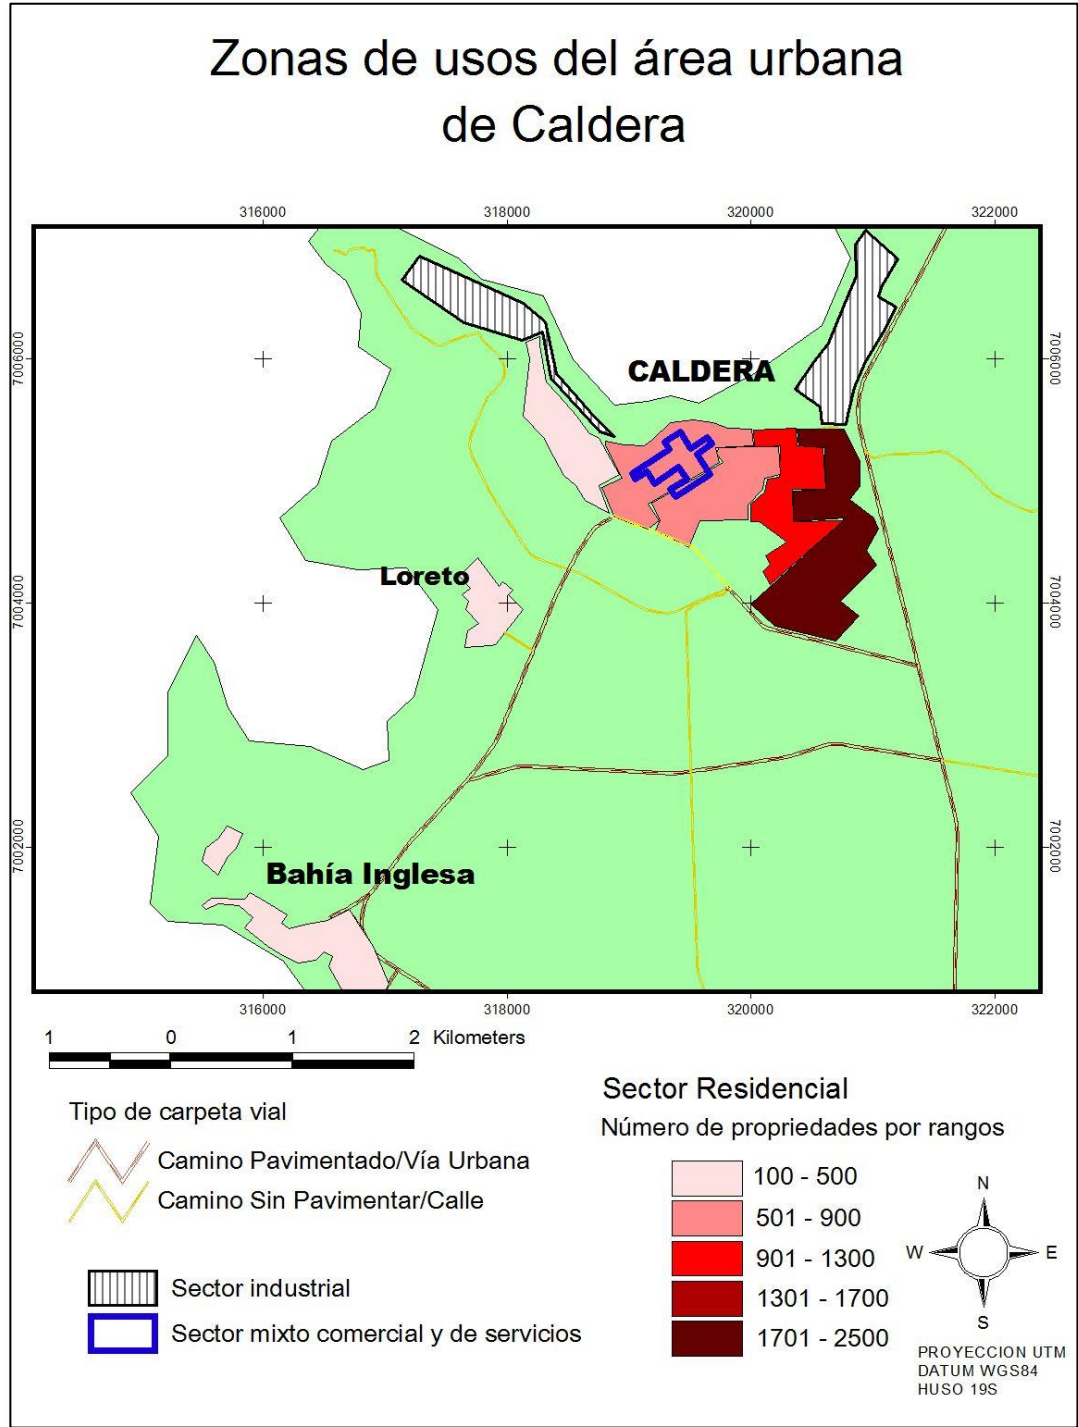 Zonas de usos del área urbana
de Caldera
316000 318000 320000 322000
7006000 7006000
CALDERA
Loreto
7004000 7004000
7002000 7002000
Bahía Inglesa
316000 318000 320000 322000
1 0 1 2 Kilometers
Tipo de carpeta vial
Camino Pavimentado/Vía Urbana
Camino Sin Pavimentar/Calle
Sector industrial
Sector mixto comercial y de servicios
Sector Residencial
Número de propriedades por rangos
100 - 500
501 - 900
901 - 1300
1301 - 1700
1701 - 2500
N
W E
S
PROYECCION UTM
DATUM WGS84
HUSO 19S